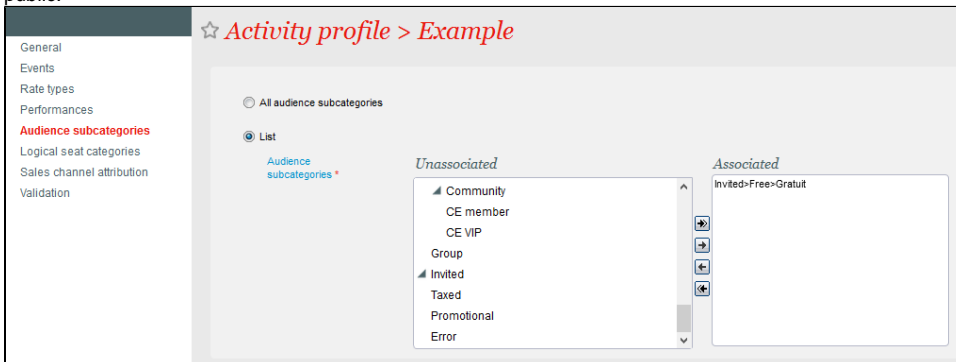 public.
Activity profile > Example
General
Events
Rate types
Performances
Audience subcategories
Logical seat categories
Sales channel attribution
Validation
All audience subcategories
List
Audience
subcategories *
Unassociated
Community
CE member
CE VIP
Group
Invited
Taxed
Promotional
Error
Associated
Invited>Free>Gratuit